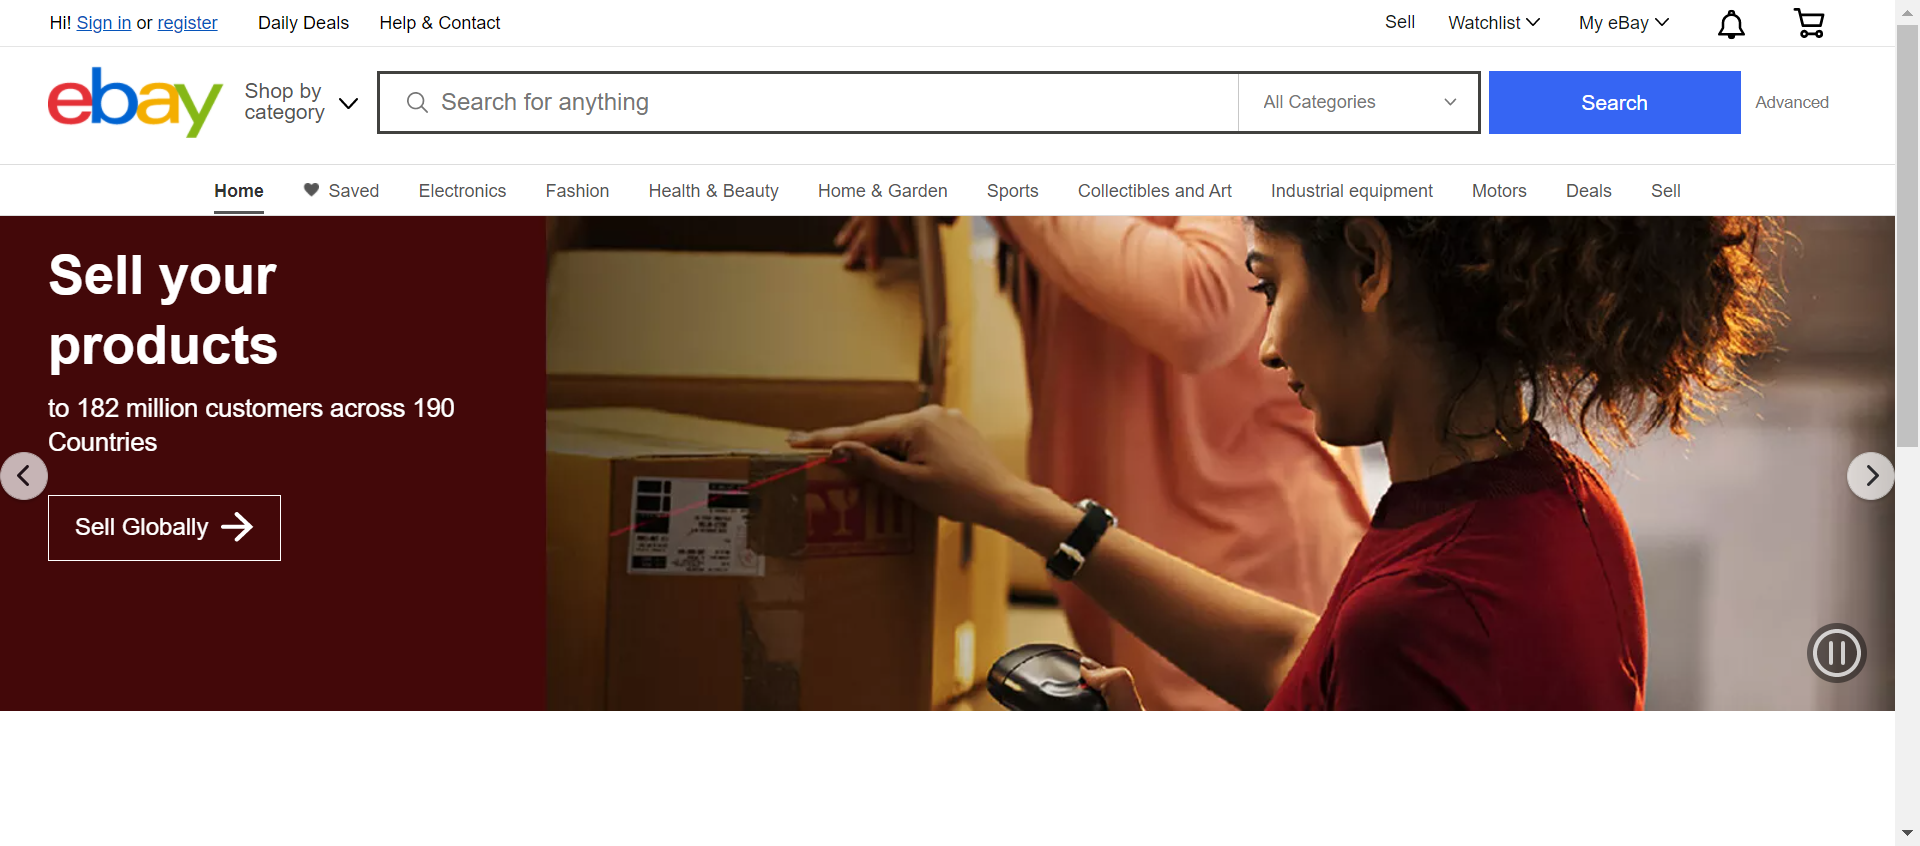 Hi! Sign in or register
Daily Deals
Help & Contact
Sell
Watchlist
My eBay
ebay
Shop by
category
Search for anything
All Categories
Search
Advanced
Home
Saved
Electronics
Fashion
Health & Beauty
Home & Garden
Sports
Collectibles and Art
Industrial equipment
Motors
Deals
Sell
Sell your
products
to 182 million customers across 190
Countries
Sell Globally